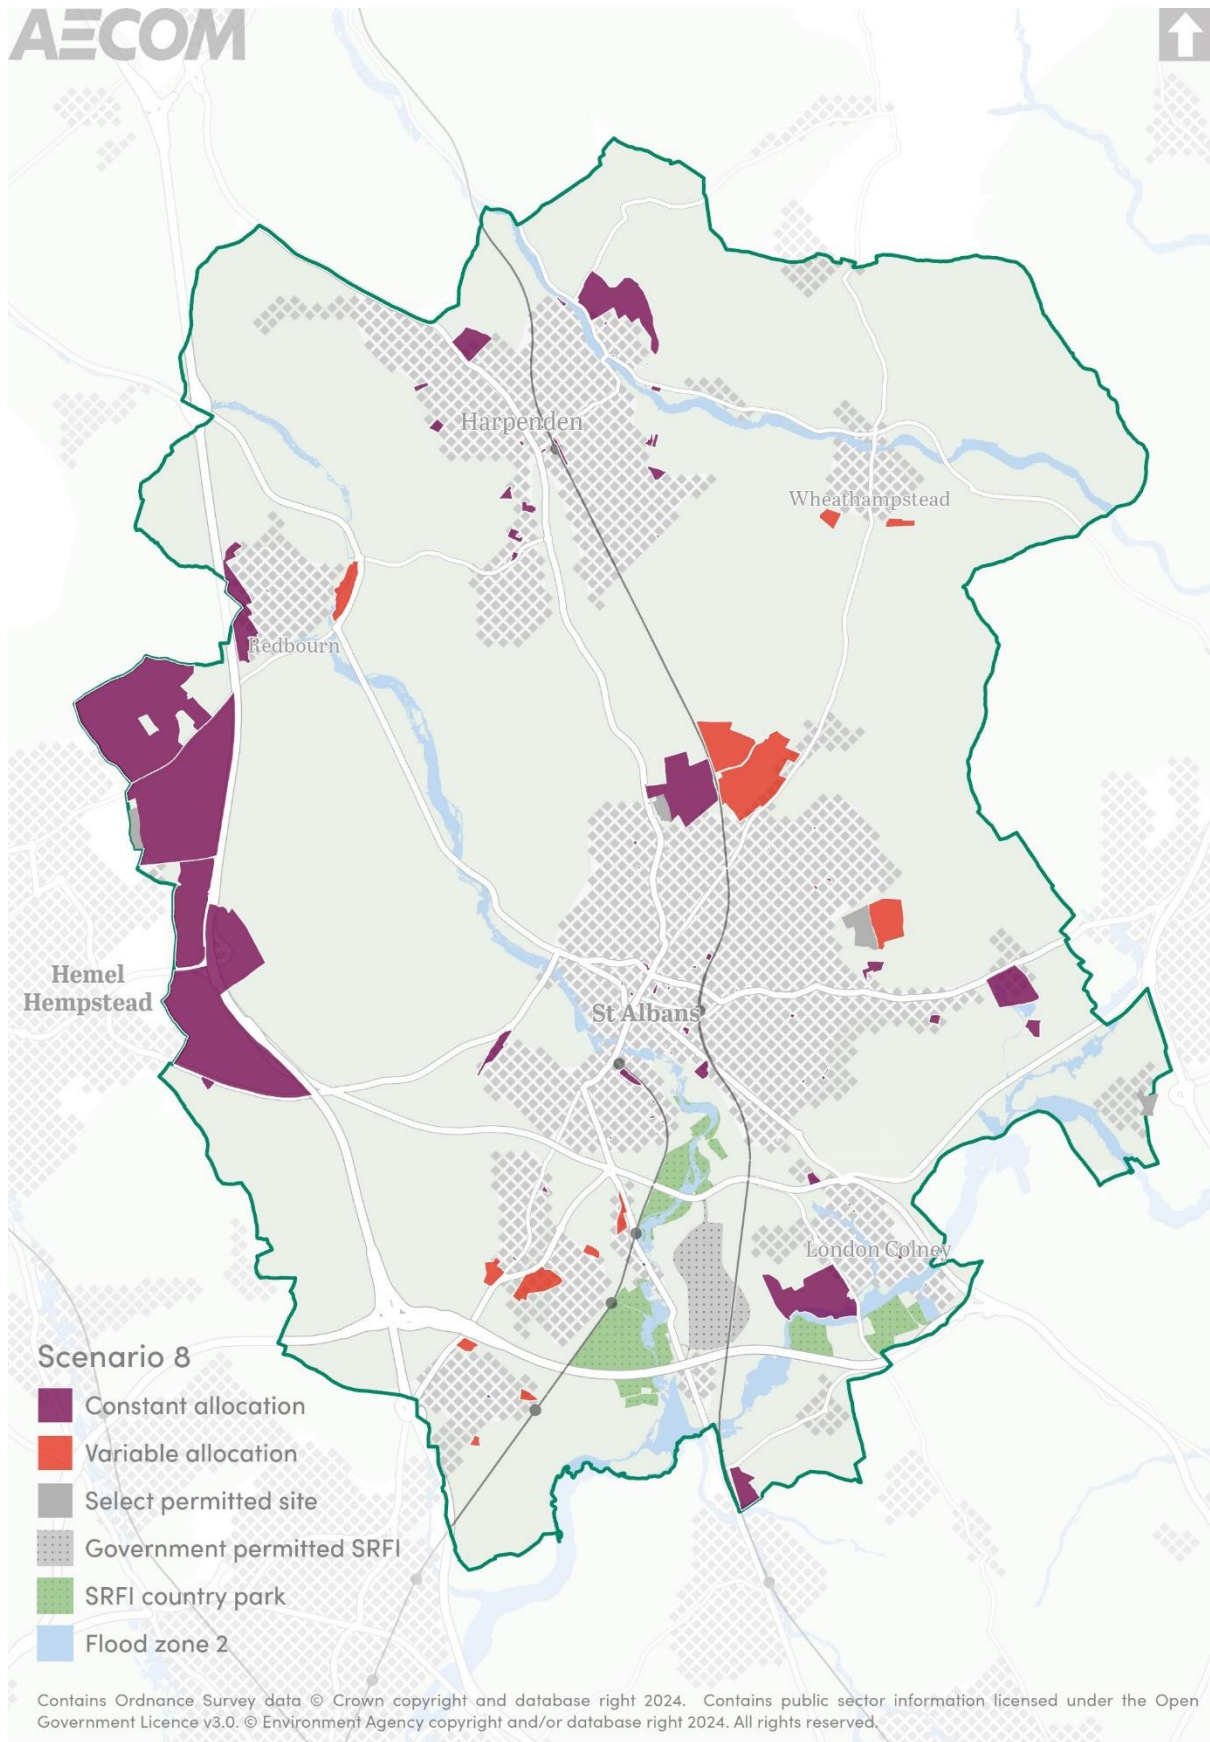 AECOM
Harpenden
Wheathampstead
Redbourn
Hemel
Hempstead
St Albans
London Colney
Scenario 8
Constant allocation
Variable allocation
Select permitted site
Government permitted SRFI
SRFI country park
Flood zone 2
Contains Ordnance Survey data © Crown copyright and database right 2024. Contains public sector information licensed under the Open
Government Licence v3.0. © Environment Agency copyright and/or database right 2024. All rights reserved.